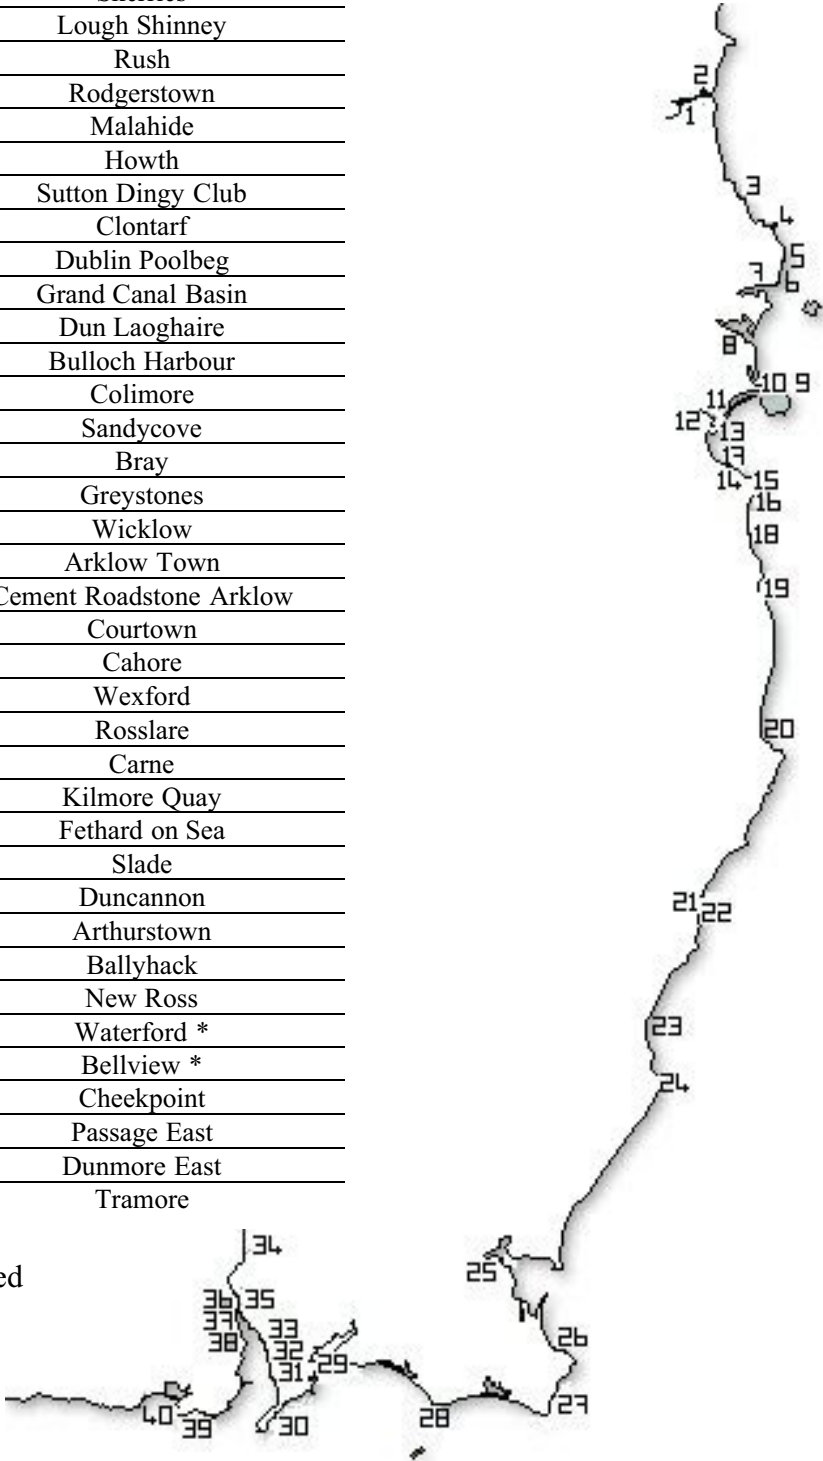 Lough Shinney
Rush
Rodgerstown
Malahide
Howth
Sutton Dingy Club
Clontarf
Dublin Poolbeg
Grand Canal Basin
Dun Laoghaire
Bulloch Harbour
Colimore
Sandycove
Bray
Greystones
Wicklow
Arklow Town
Cement Roadstone Arklow
Courtown
Cahore
Wexford
Rosslare
Carne
Kilmore Quay
Fethard on Sea
Slade
Duncannon
Arthurstown
Ballyhack
New Ross
Waterford *
Bellview *
Cheekpoint
Passage East
Dunmore East
Tramore
ed
2
1
3
4
5
7
6
8
10 9
11
12
13
17
14
15
16
18
19
20
21
22
23
24
25
26
27
28
29
30
31
32
33
34
35
36
37
38
39
40